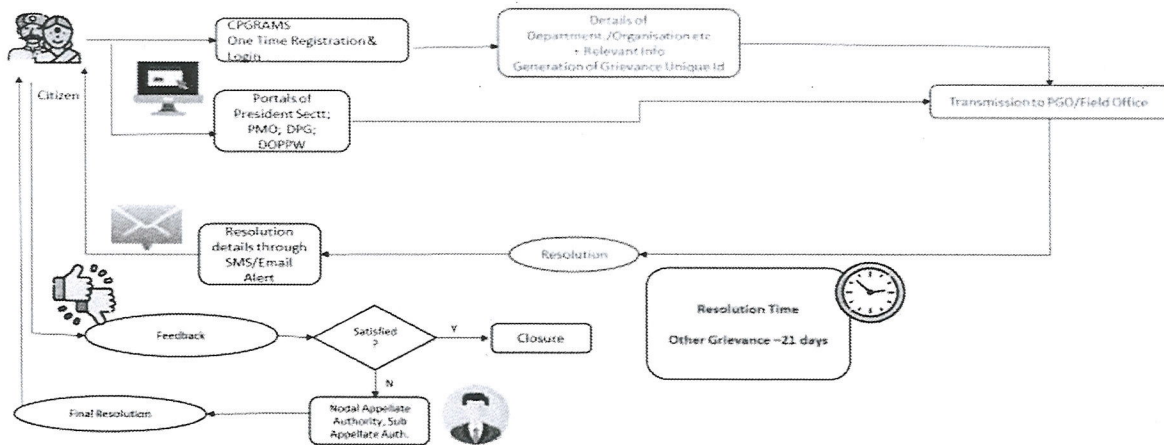 CPGRAMS
One Time Registration &
Login
Details of
Department /Organisation etc
+ Relevant Info
Generation of Grievance Unique Id
Citizen
Portals of
President Sectt;
PMO; DPG;
DOPPW
Transmission to PGO/Field Office
Resolution
details through
SMS/Email
Alert
Resolution
Resolution Time
Other Grievance –21 days
Feedback
Satisfied
?
Y
Closure
N
Final Resolution
Nodal Appellate
Authority, Sub
Appellate Auth.